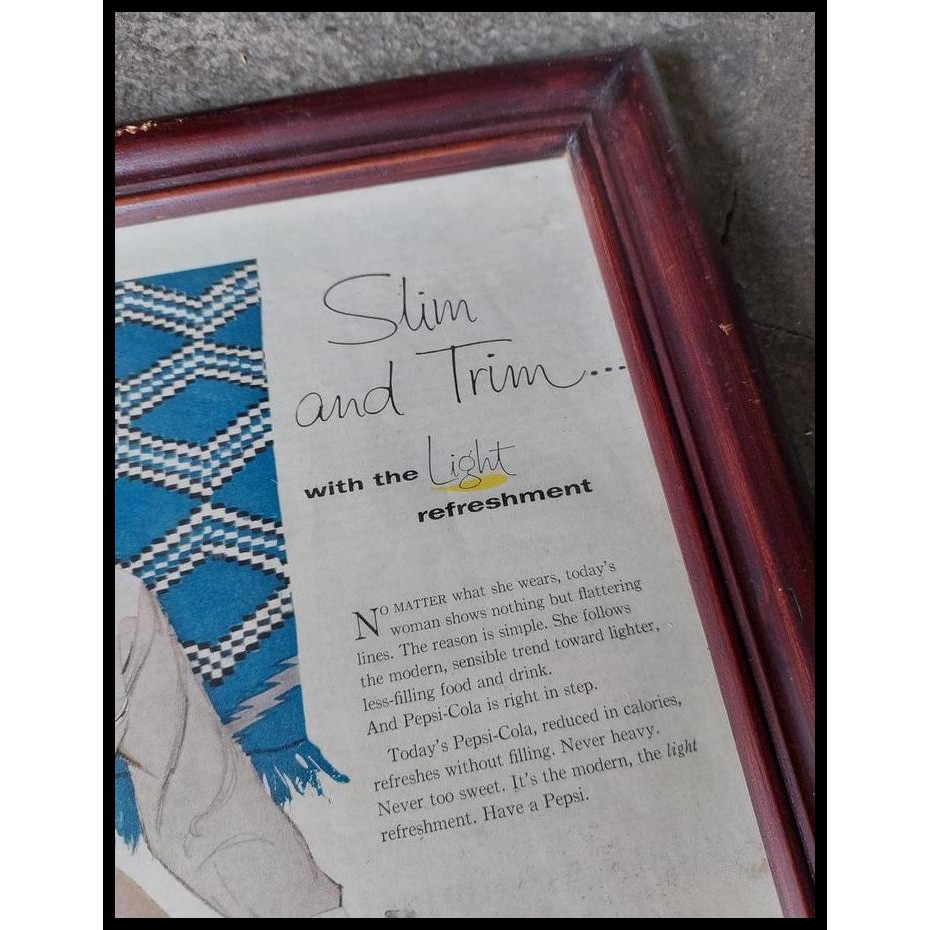 Slim
and Trim...
with the Light
refreshment
NO MATTER what she wears, today's
woman shows nothing but flattering
lines. The reason is simple. She follows
the modern, sensible trend toward lighter,
less-filling food and drink.
And Pepsi-Cola is right in step.
Today's Pepsi-Cola, reduced in calories,
refreshes without filling. Never heavy.
Never too sweet. It's the modern, the light
refreshment. Have a Pepsi.